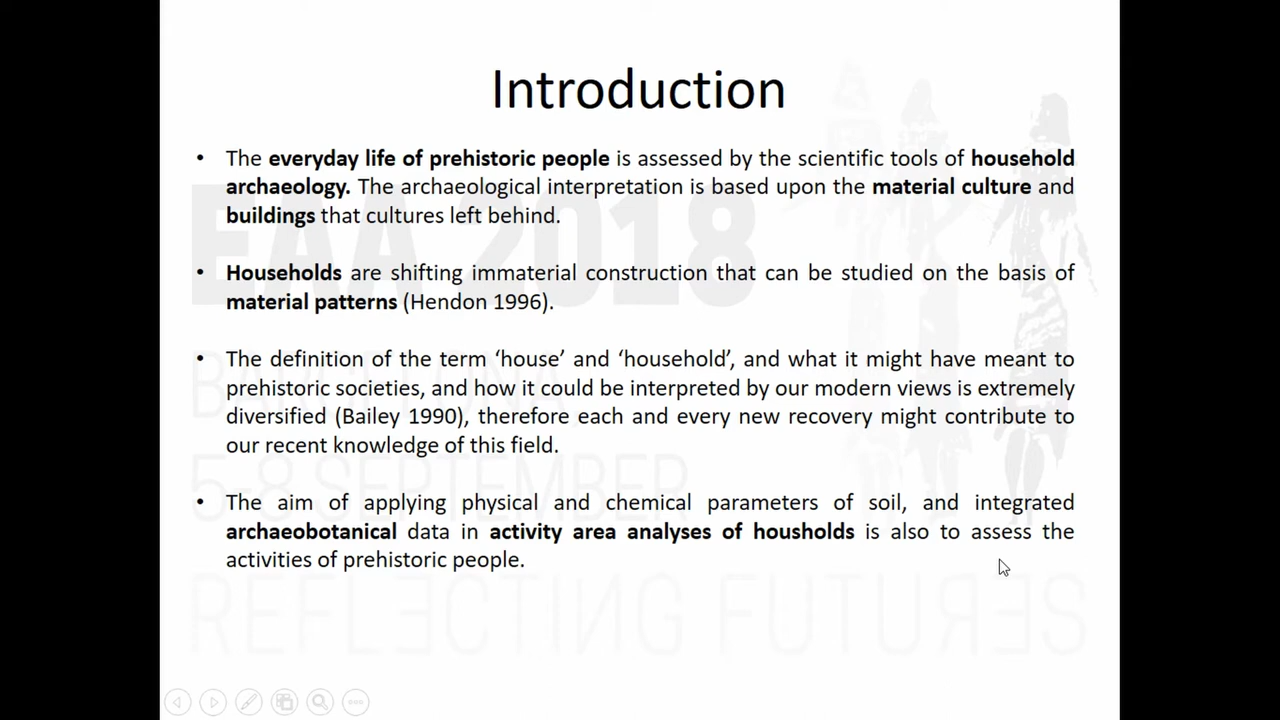 Introduction
• The everyday life of prehistoric people is assessed by the scientific tools of household
archaeology. The archaeological interpretation is based upon the material culture and
buildings that cultures left behind.
• Households are shifting immaterial construction that can be studied on the basis of
material patterns (Hendon 1996).
• The definition of the term ‘house’ and ‘household’, and what it might have meant to
prehistoric societies, and how it could be interpreted by our modern views is extremely
diversified (Bailey 1990), therefore each and every new recovery might contribute to
our recent knowledge of this field.
• The aim of applying physical and chemical parameters of soil, and integrated
archaeobotanical data in activity area analyses of housholds is also to assess the
activities of prehistoric people.
EAA 2018
BARCELONA
5-8 SEPTEMBER
REFLECTING FUTURES